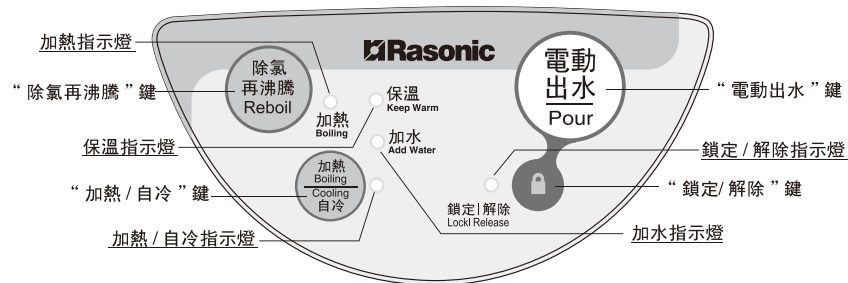 加熱指示燈
“除氯再沸騰”鍵
保溫指示燈
“加熱/自冷”鍵
加熱/自冷指示燈
Rasonic
除氯
再沸騰
Reboil
加熱
Boiling
保溫
Keep Warm
加水
Add Water
加熱
Boiling
Cooling
自冷
鎖定|解除
Lockl Release
電動
出水
Pour
“電動出水”鍵
鎖定/解除指示燈
“鎖定/解除”鍵
加水指示燈